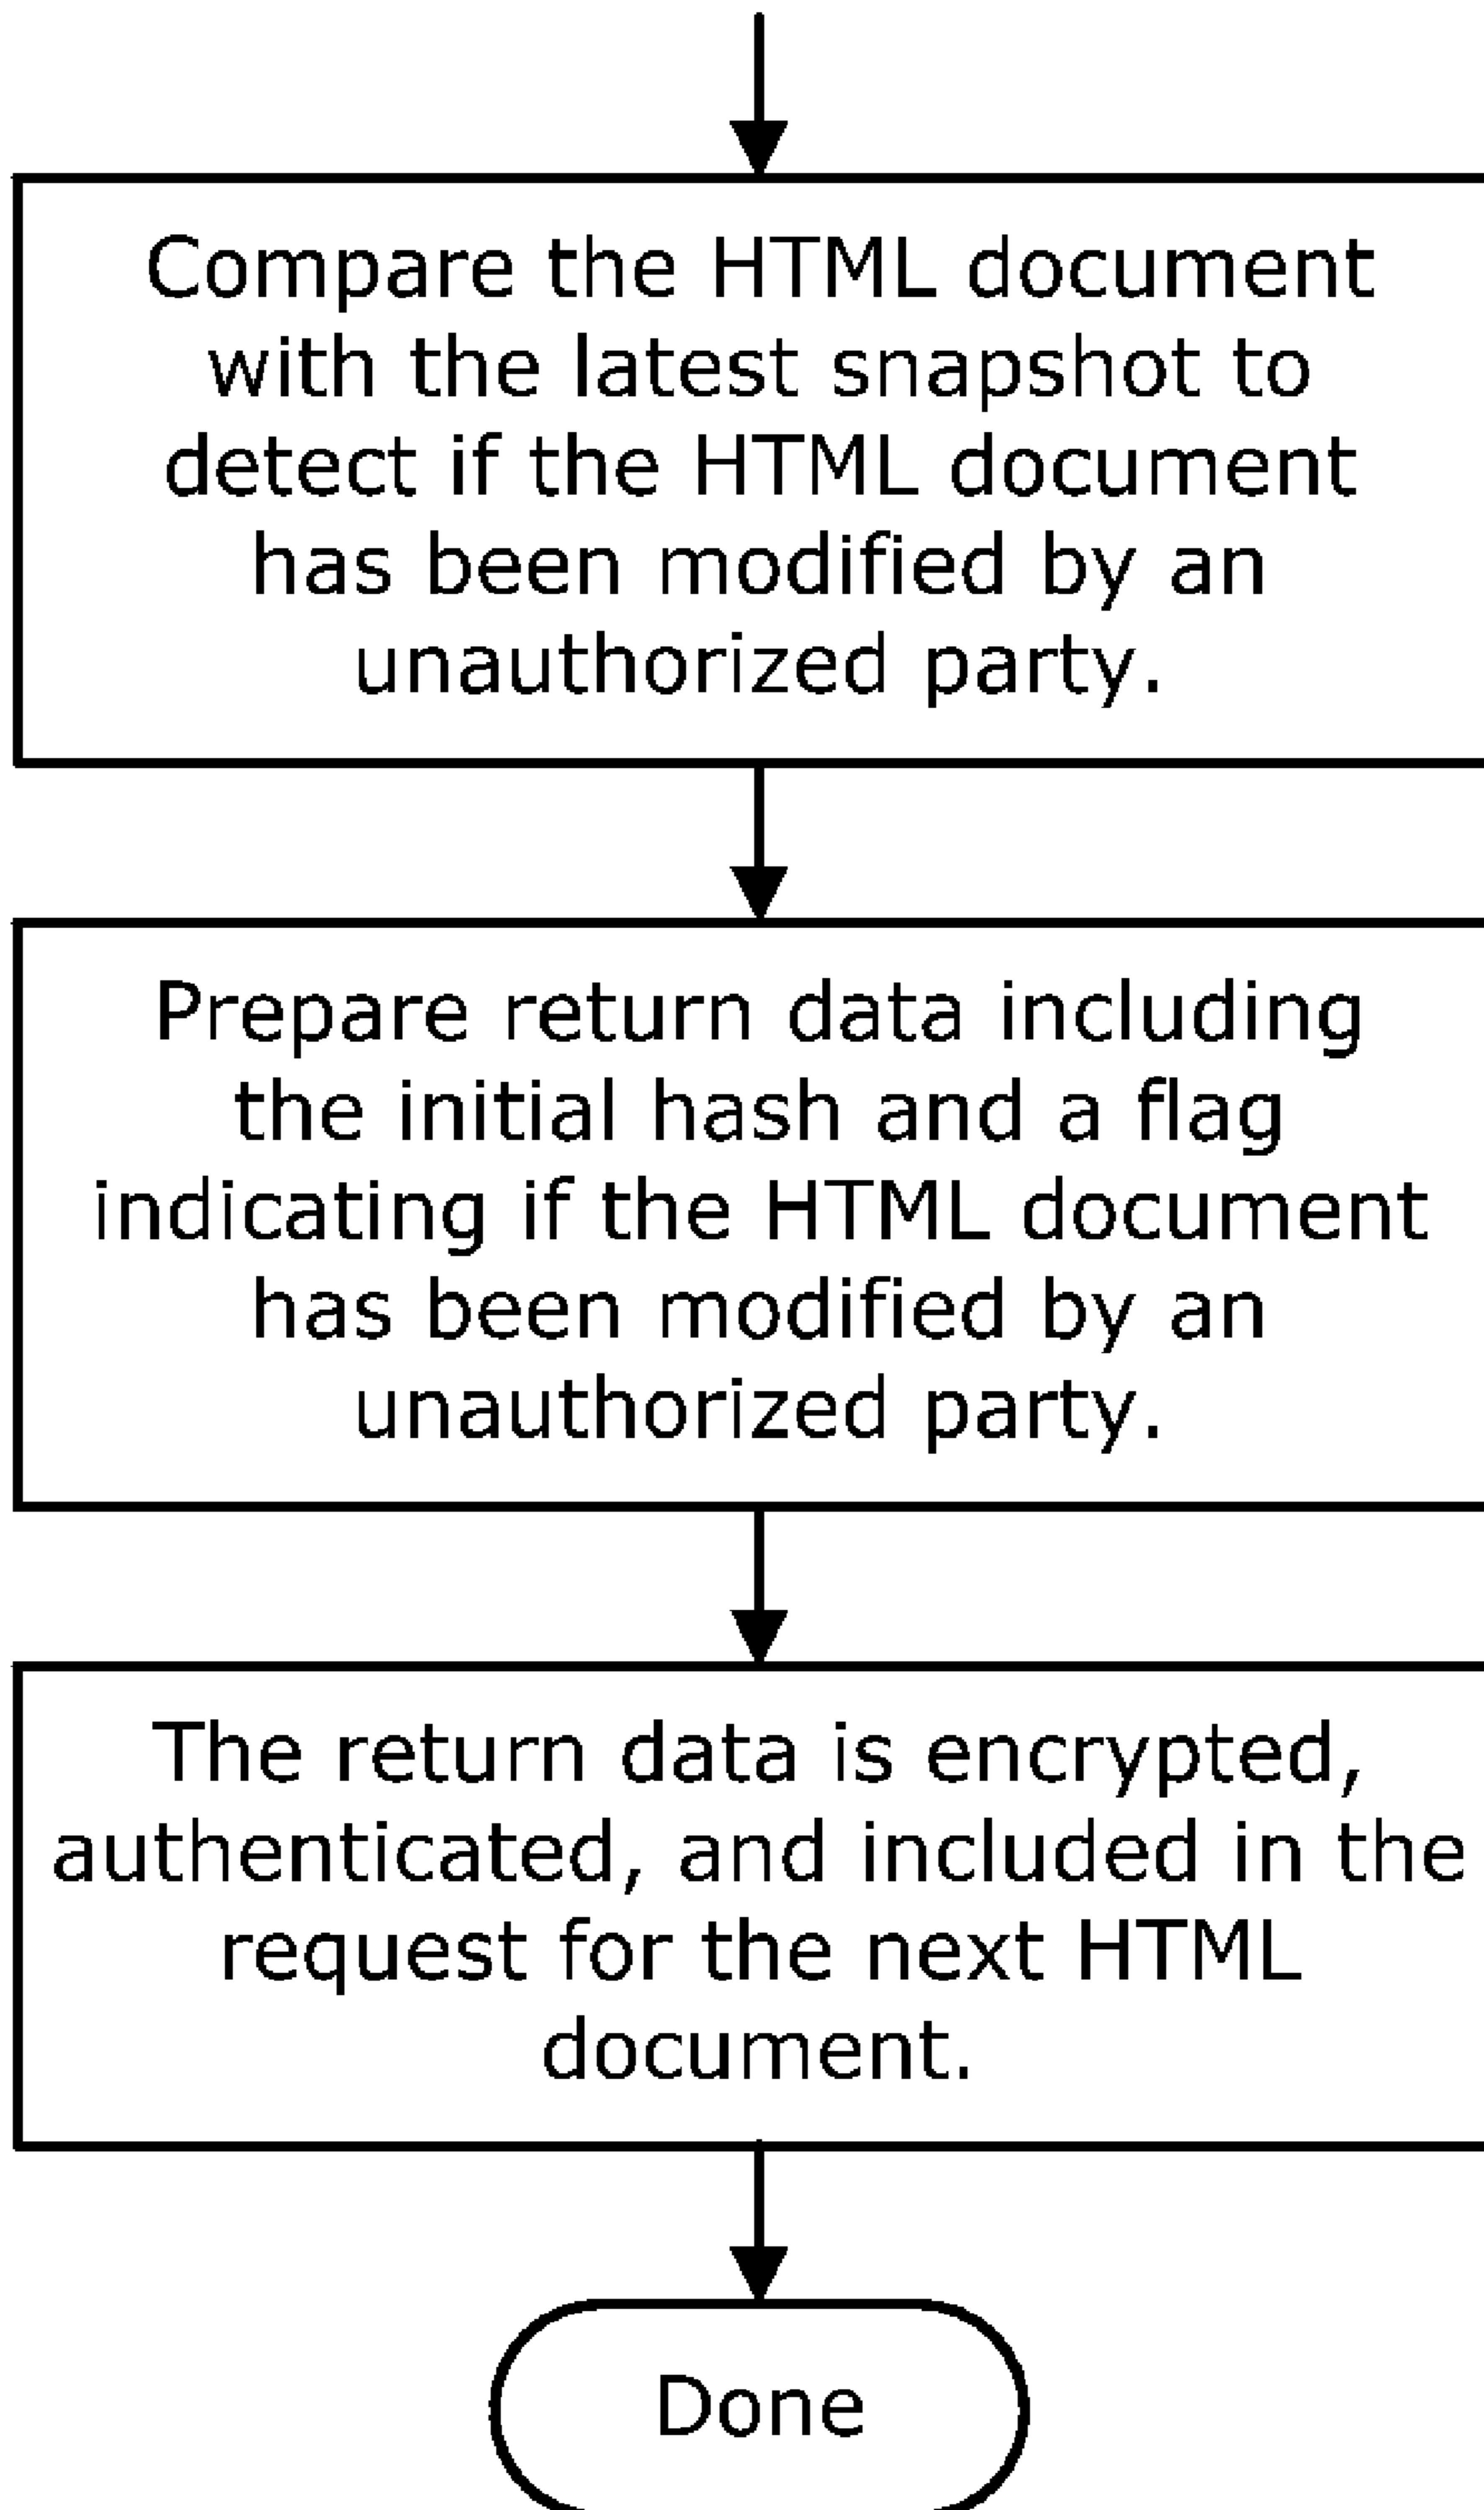 Compare the HTML document
with the latest snapshot to
detect if the HTML document
has been modified by an
unauthorized party.
Prepare return data including
the initial hash and a flag
indicating if the HTML document
has been modified by an
unauthorized party.
The return data is encrypted,
authenticated, and included in the
request for the next HTML
document.
Done